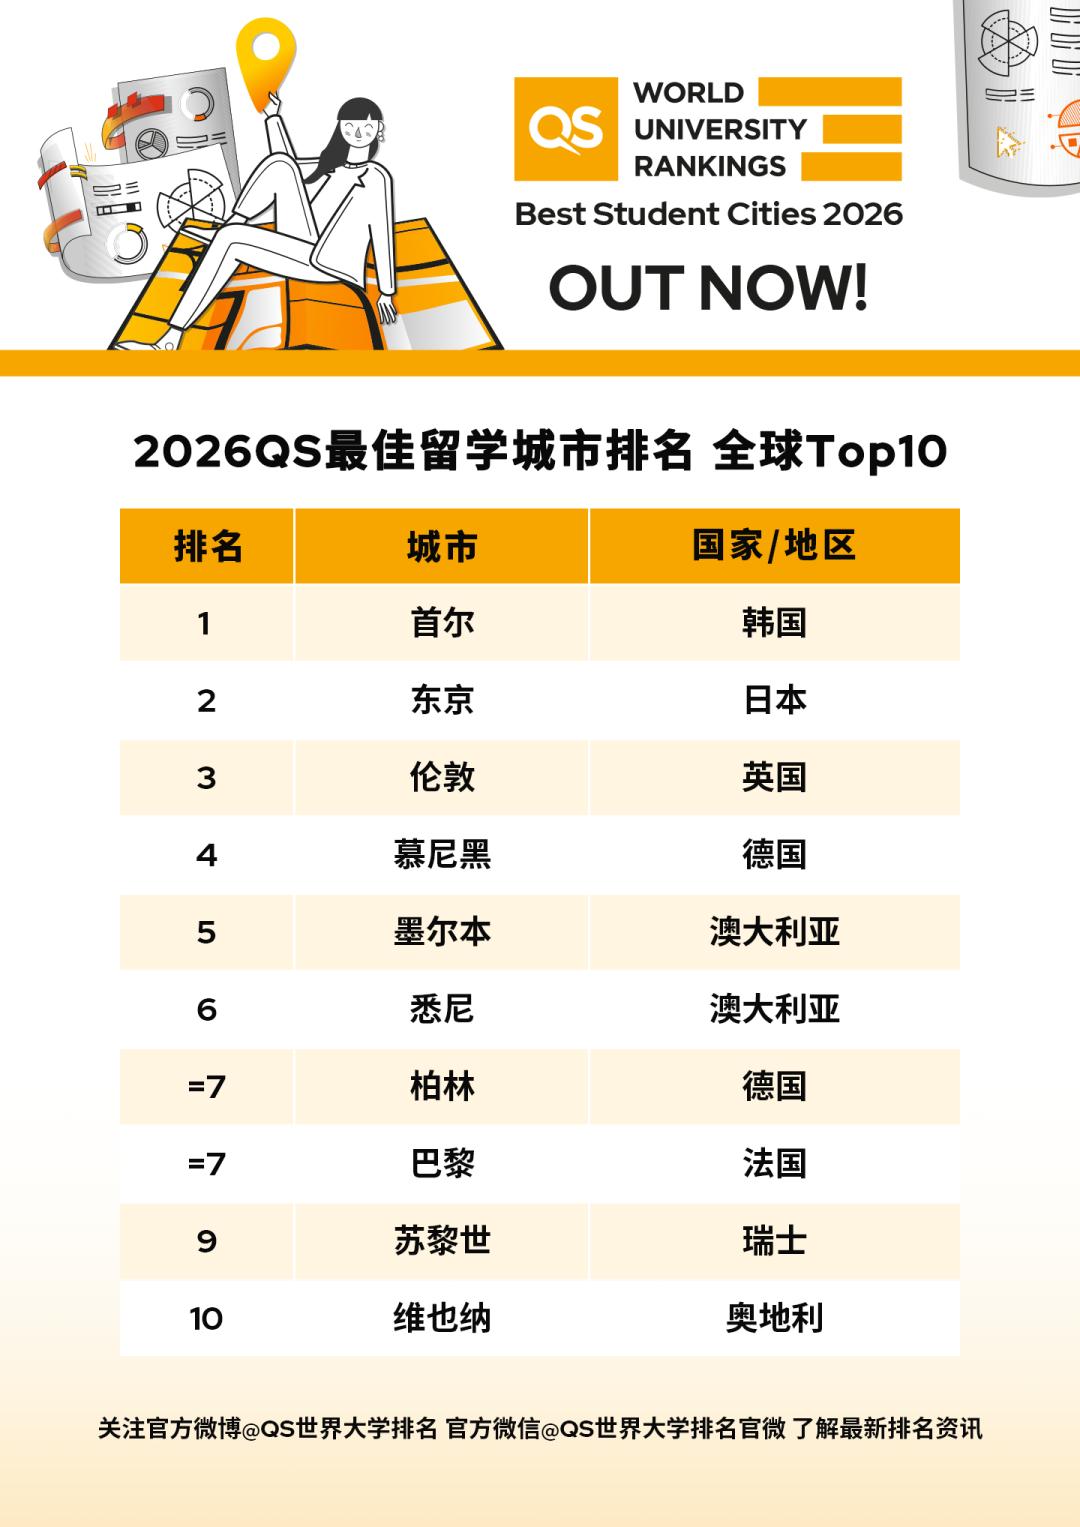 QS
WORLD
UNIVERSITY
RANKINGS
Best Student Cities 2026
OUT NOW!
2026QS最佳留学城市排名 全球Top10
排名 城市 国家/地区
1 首尔 韩国
2 东京 日本
3 伦敦 英国
4 慕尼黑 德国
5 墨尔本 澳大利亚
6 悉尼 澳大利亚
=7 柏林 德国
=7 巴黎 法国
9 苏黎世 瑞士
10 维也纳 奥地利
关注官方微博@QS世界大学排名 官方微信@QS世界大学排名官微 了解最新排名资讯